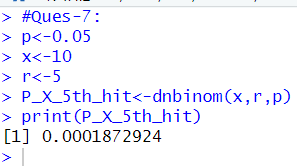 > #Ques-7:
> p<-0.05
> x<-10
> r<-5
> P_X_5th_hit<-dnbinom(x,r,p)
> print(P_X_5th_hit)
[1] 0.0001872924
>